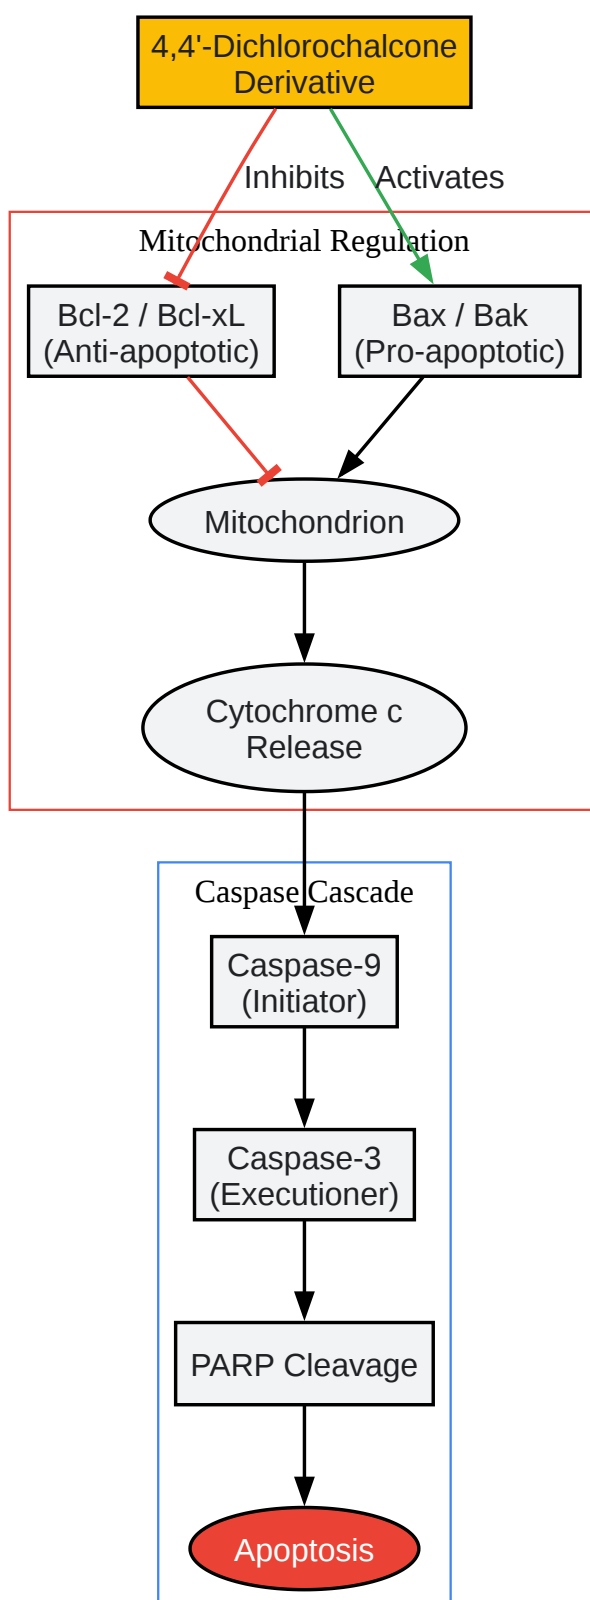 4,4'-Dichlorochalcone
Derivative
Inhibits
Activates
Mitochondrial Regulation
Bcl-2 / Bcl-xL
(Anti-apoptotic)
Bax / Bak
(Pro-apoptotic)
Mitochondrion
Cytochrome c
Release
Caspase Cascade
Caspase-9
(Initiator)
Caspase-3
(Executioner)
PARP Cleavage
Apoptosis